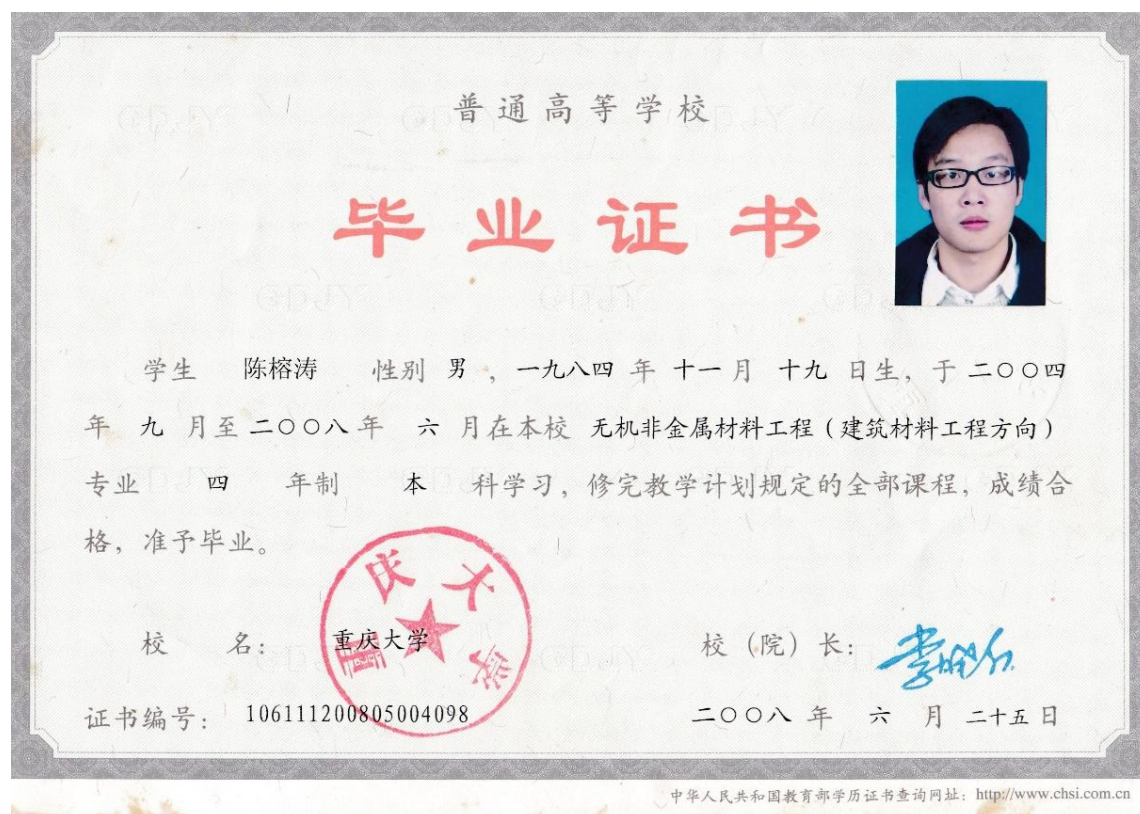 普通高等学校
毕业证书
学生 陈榕涛 性别 男 ，一九八四 年 十一 月 十九 日生，于 二〇〇四
年 九 月至 二〇〇八 年 六 月在本校 无机非金属材料工程（建筑材料工程方向）
专业 四 年制 本 科学习，修完教学计划规定的全部课程，成绩合
格，准予毕业。
重庆大学
校 名： 重庆大学 校（院）长：
证书编号： 106111200805004098 二〇〇八 年 六 月 二十五 日
中华人民共和国教育部学历证书查询网址：http://www.chsi.com.cn